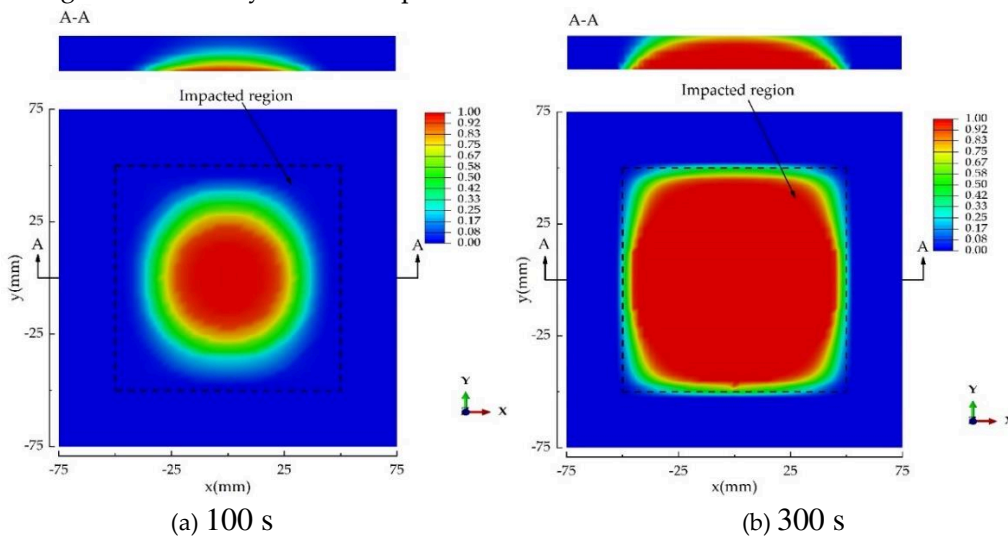 A-A
A-A
Impacted region
Impacted region
75
25
-25
-75
y(mm)
-75
-25
25
75
x(mm)
A
A
1.00
0.92
0.83
0.75
0.67
0.58
0.50
0.42
0.33
0.25
0.17
0.08
0.00
Y
X
75
25
-25
-75
y(mm)
-75
-25
25
75
x(mm)
A
A
1.00
0.92
0.83
0.75
0.67
0.58
0.50
0.42
0.33
0.25
0.17
0.08
0.00
Y
X
(a) 100 s
(b) 300 s